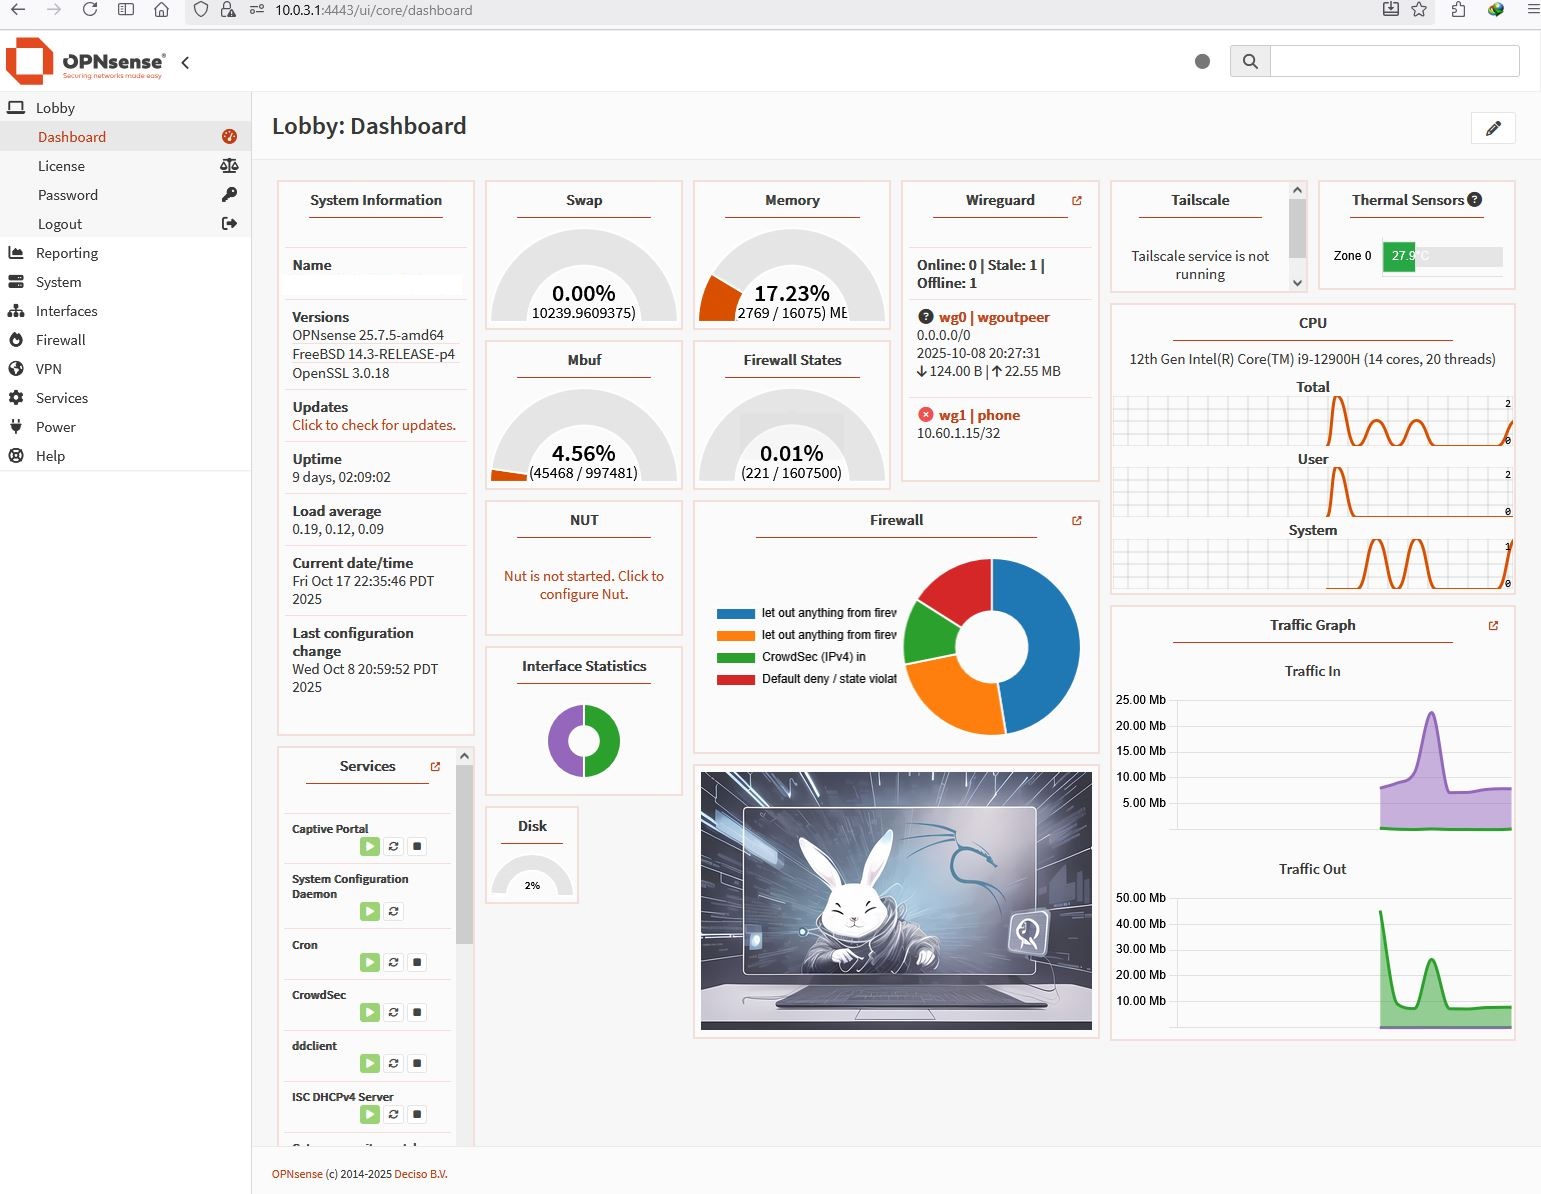 10.0.3.1:4443/ui/core/dashboard
OPNsense®
Securing networks made easy
Lobby
Dashboard
License
Password
Logout
Reporting
System
Interfaces
Firewall
VPN
Services
Power
Help
Lobby: Dashboard
System Information
Name
Versions
OPNsense 25.7.5-amd64
FreeBSD 14.3-RELEASE-p4
OpenSSL 3.0.18
Updates
Click to check for updates.
Uptime
9 days, 02:09:02
Load average
0.19, 0.12, 0.09
Current date/time
Fri Oct 17 22:35:46 PDT
2025
Last configuration
change
Wed Oct 8 20:59:52 PDT
2025
Services
Captive Portal
System Configuration
Daemon
Cron
CrowdSec
ddclient
ISC DHCPv4 Server
Swap
0.00%
10239.9609375)
Memory
17.23%
2769 / 16075) ME
Mbuf
4.56%
(45468 / 997481)
Firewall States
0.01%
(221 / 1607500)
NUT
Nut is not started. Click to
configure Nut.
Interface Statistics
Disk
2%
Wireguard
Online: 0 | Stale: 1 |
Offline: 1
wg0 | wgoutpeer
0.0.0.0/0
2025-10-08 20:27:31
↓ 124.00 B | ↑ 22.55 MB
wg1 | phone
10.60.1.15/32
Firewall
let out anything from firew
let out anything from firew
CrowdSec (IPv4) in
Default deny / state violat
Tailscale
Tailscale service is not
running
Thermal Sensors
Zone 0 27.9°C
CPU
12th Gen Intel(R) Core(TM) i9-12900H (14 cores, 20 threads)
Total
2
0
User
2
0
System
1
0
Traffic Graph
Traffic In
25.00 Mb
20.00 Mb
15.00 Mb
10.00 Mb
5.00 Mb
Traffic Out
50.00 Mb
40.00 Mb
30.00 Mb
20.00 Mb
10.00 Mb
OPNsense (c) 2014-2025 Deciso B.V.